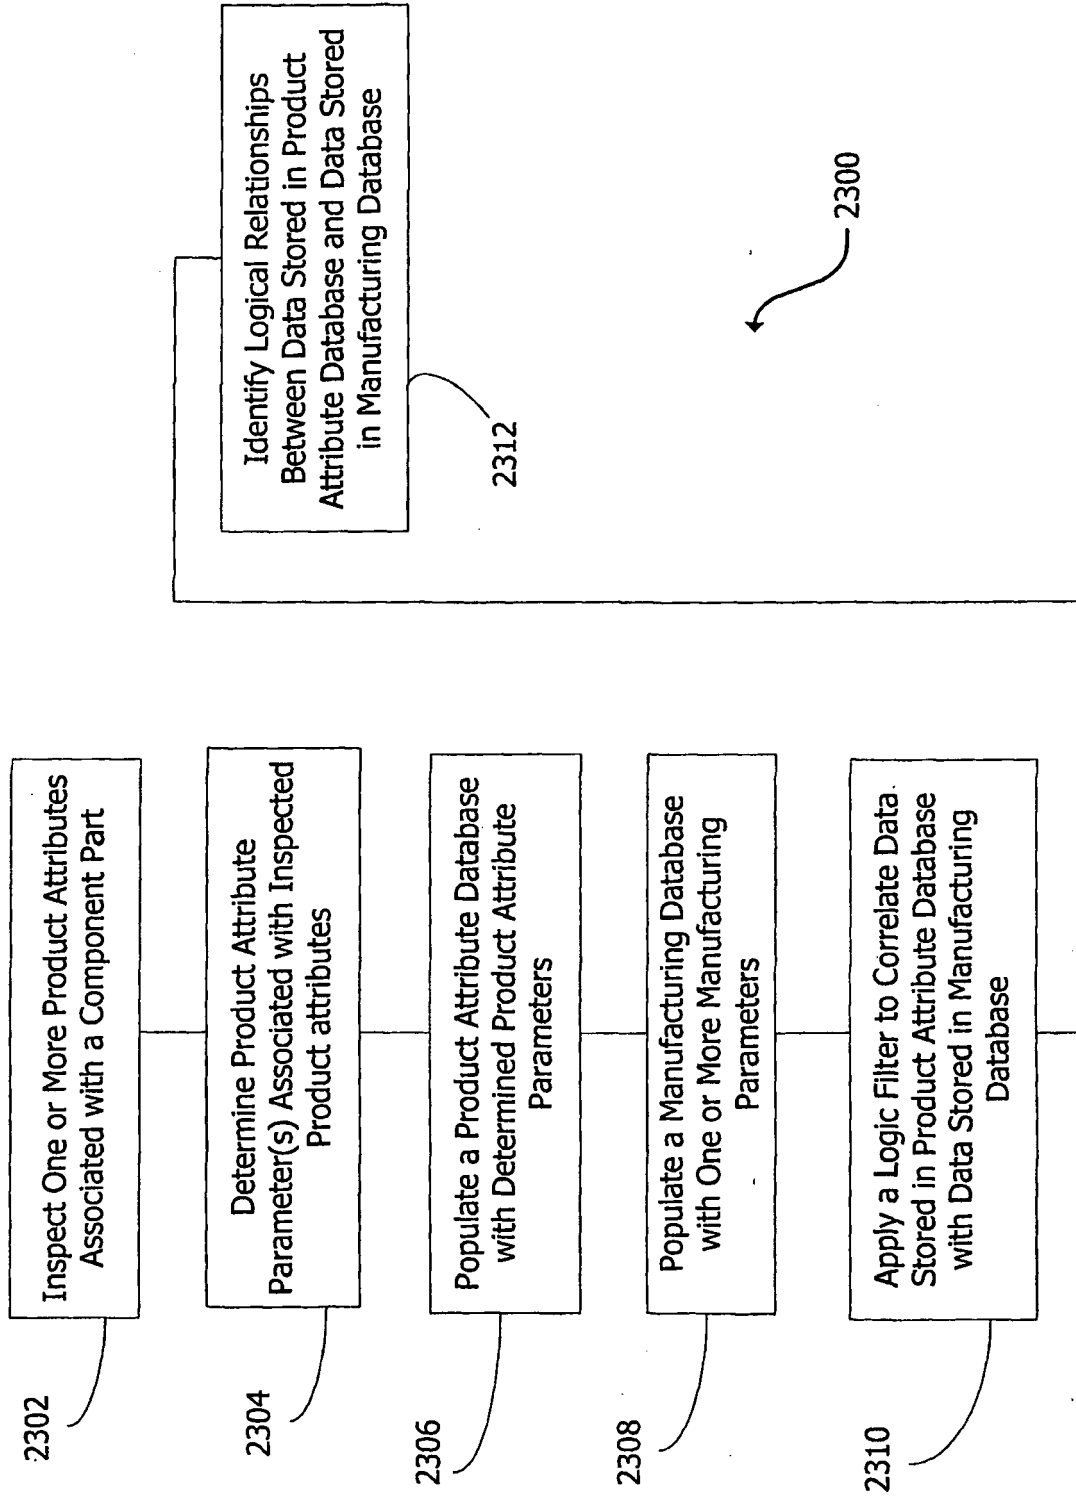 2302
Inspect One or More Product Attributes
Associated with a Component Part
2304
Determine Product Attribute
Parameter(s) Associated with Inspected
Product attributes
2306
Populate a Product Attribute Database
with Determined Product Attribute
Parameters
2308
Populate a Manufacturing Database
with One or More Manufacturing
Parameters
2310
Apply a Logic Filter to Correlate Data
Stored in Product Attribute Database
with Data Stored in Manufacturing
Database
Identify Logical Relationships
Between Data Stored in Product
Attribute Database and Data Stored
in Manufacturing Database
2312
2300